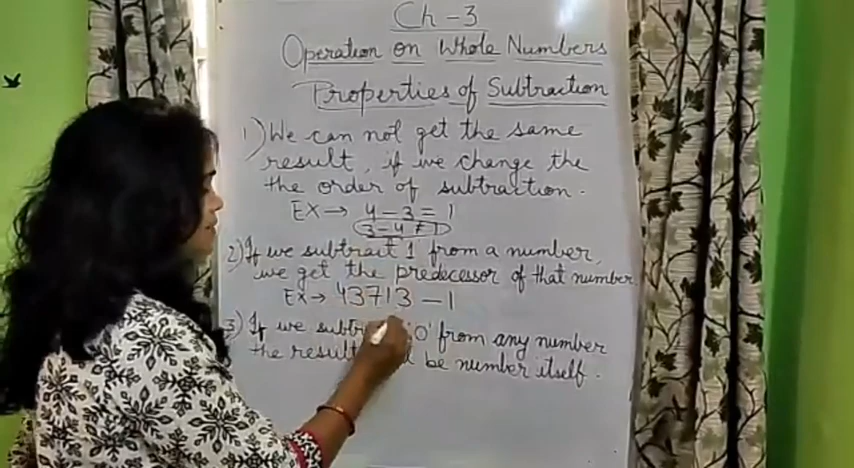 Ch-3
Operation on Whole Numbers
Properties of Subtraction
1) We can not get the same
result, if we change the
the order of subtraction.
EX → 4-3=1
3-4≠1
2) If we subtract 1 from a number,
we get the predecessor of that number.
EX → 43713-1
3) If we '0' from any number
the be number itself.